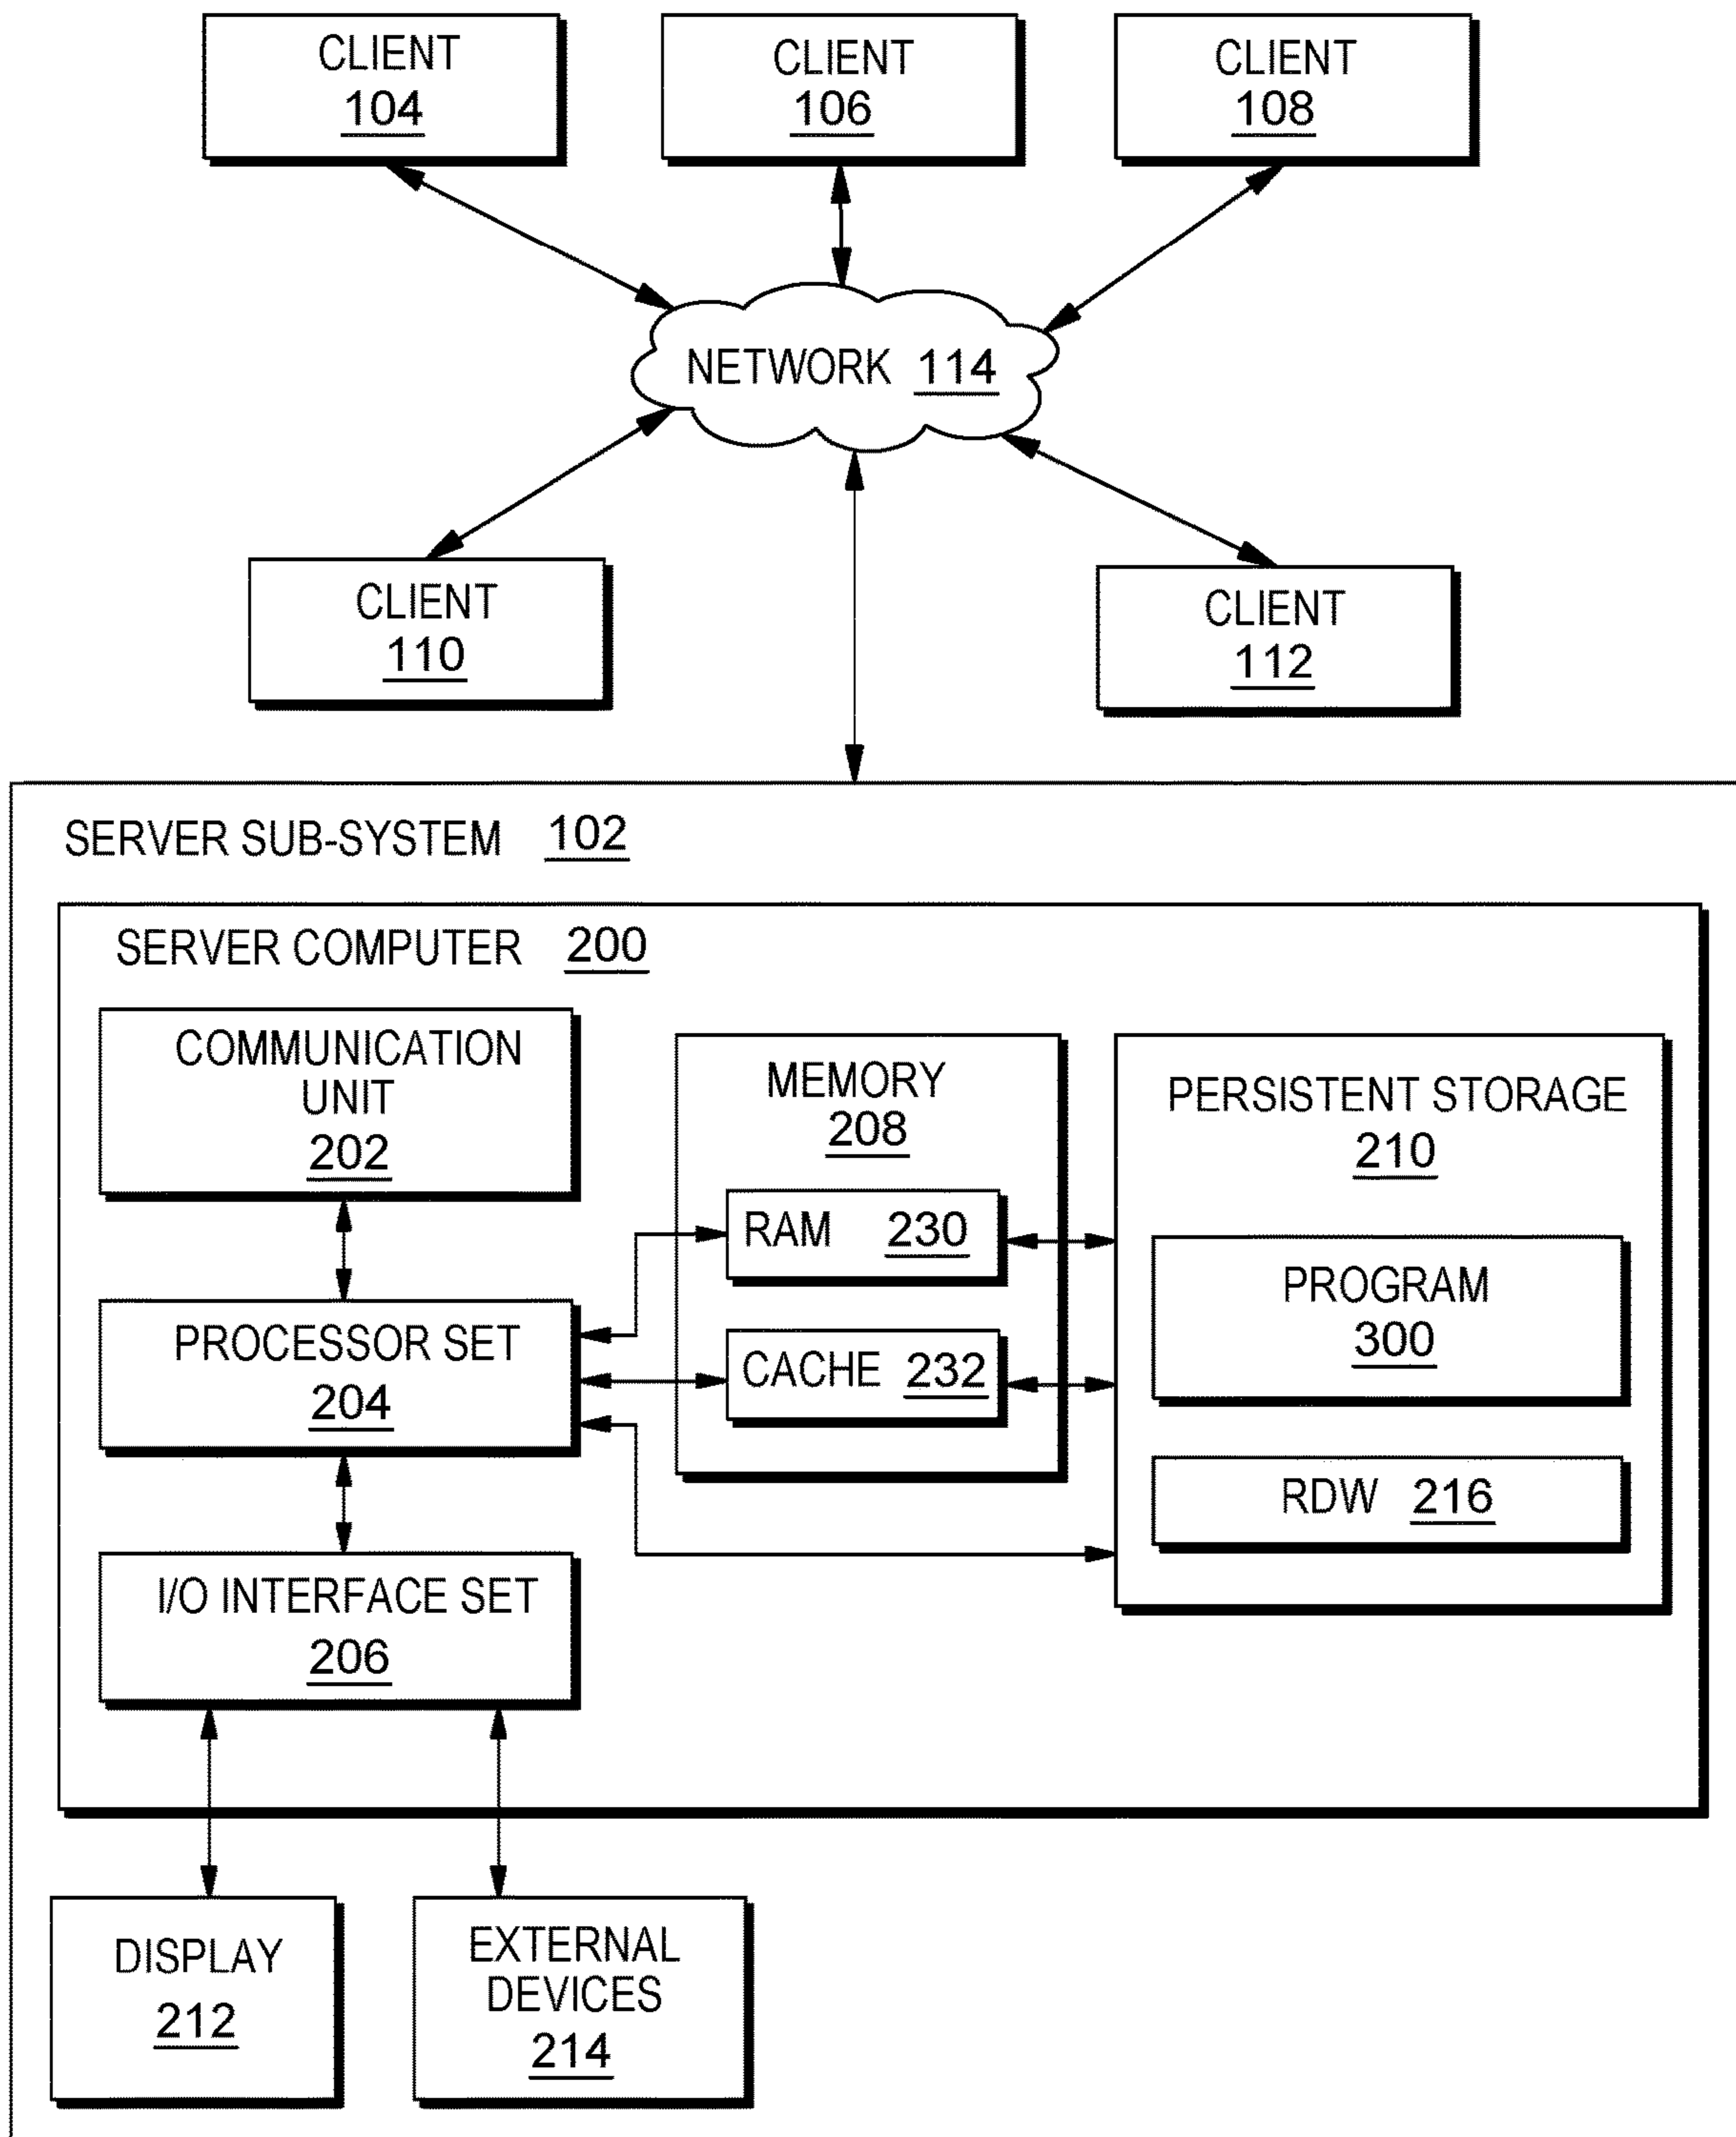 CLIENT
104
CLIENT
106
CLIENT
108
NETWORK 114
CLIENT
110
CLIENT
112
SERVER SUB-SYSTEM 102
SERVER COMPUTER 200
COMMUNICATION
UNIT
202
MEMORY
208
PERSISTENT STORAGE
210
RAM 230
PROGRAM
300
PROCESSOR SET
204
CACHE 232
RDW 216
I/O INTERFACE SET
206
DISPLAY
212
EXTERNAL
DEVICES
214